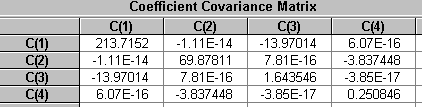 Coefficient Covariance Matrix
C(1) C(2) C(3) C(4)
C(1) 213.7152 -1.11E-14 -13.97014 6.07E-16
C(2) -1.11E-14 69.87811 7.81E-16 -3.837448
C(3) -13.97014 7.81E-16 1.643546 -3.85E-17
C(4) 6.07E-16 -3.837448 -3.85E-17 0.250846